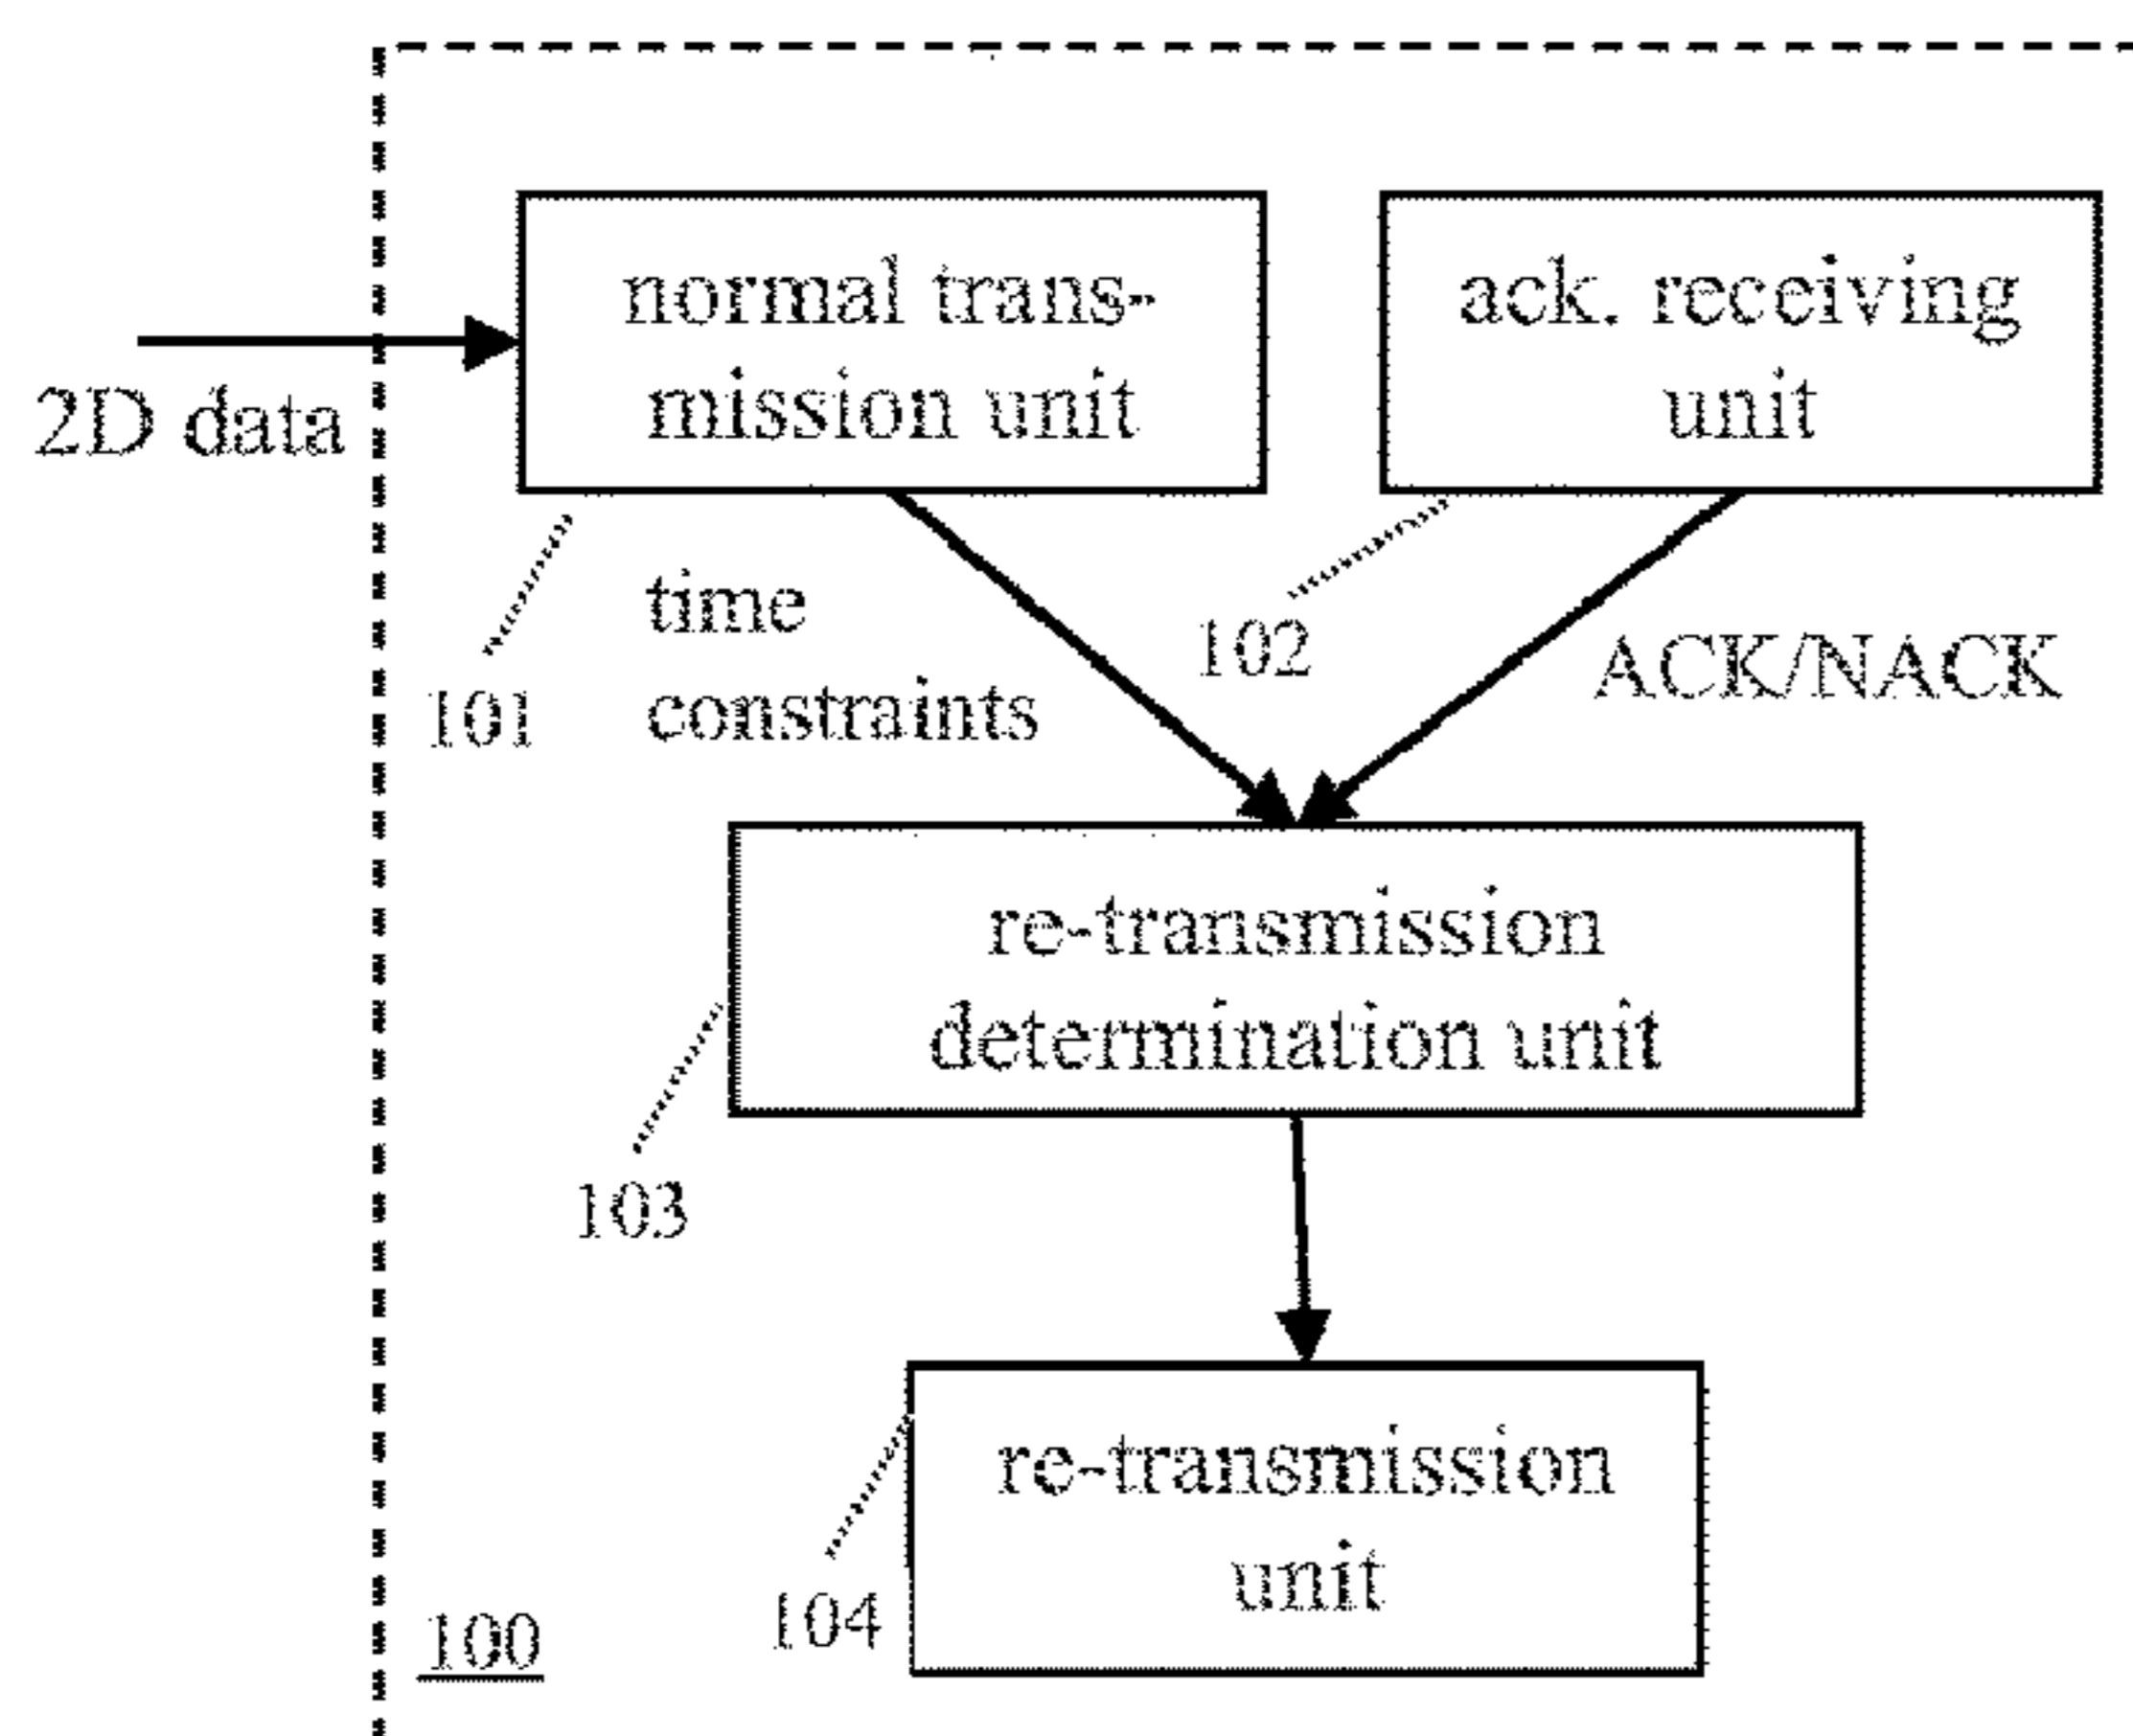 normal trans-
mission unit
ack. receiving
unit
2D data
time
constraints
101
102
ACK/NACK
re-transmission
determination unit
103
re-transmission
unit
104
100